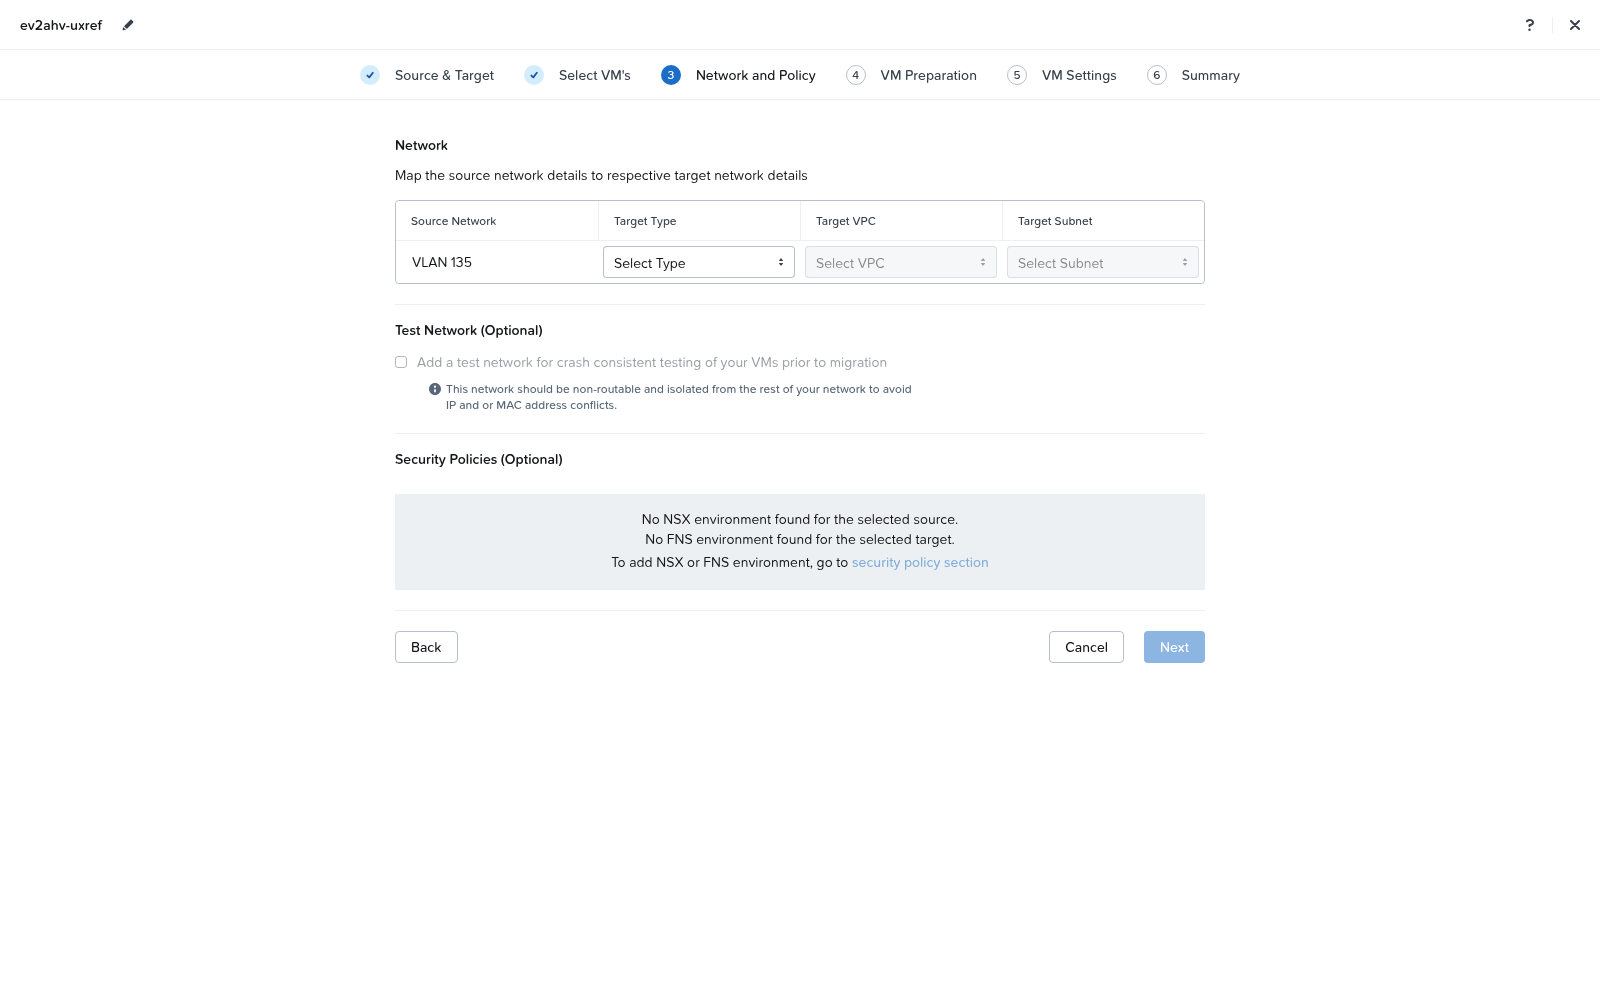 ev2ahv-uxref
?
Source & Target
Select VM's
3 Network and Policy
4 VM Preparation
5 VM Settings
6 Summary
Network
Map the source network details to respective target network details
Source Network Target Type Target VPC Target Subnet
VLAN 135 Select Type Select VPC Select Subnet
Test Network (Optional)
Add a test network for crash consistent testing of your VMs prior to migration
This network should be non-routable and isolated from the rest of your network to avoid
IP and or MAC address conflicts.
Security Policies (Optional)
No NSX environment found for the selected source.
No FNS environment found for the selected target.
To add NSX or FNS environment, go to security policy section
Back Cancel Next